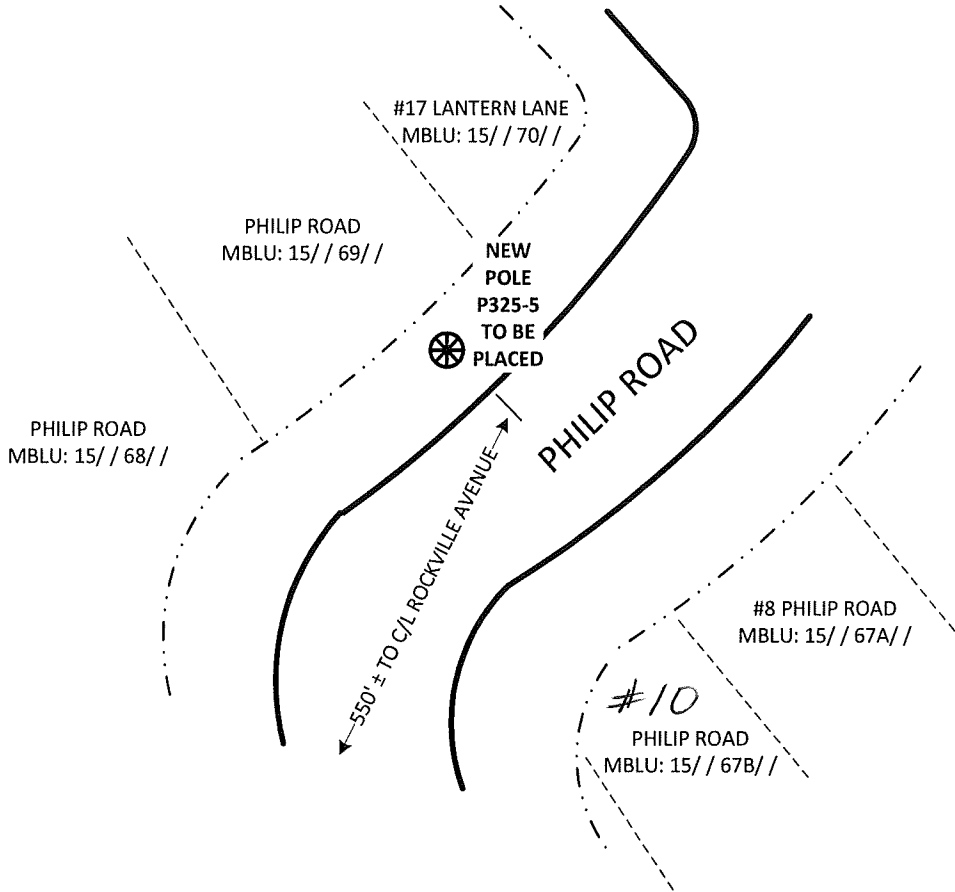 #17 LANTERN LANE
MBLU: 15/ / 70/ /
PHILIP ROAD
MBLU: 15/ / 69/ /
NEW
POLE
P325-5
TO BE
PLACED
PHILIP ROAD
PHILIP ROAD
MBLU: 15/ / 68/ /
550' ± TO C/L ROCKVILLE AVENUE
#8 PHILIP ROAD
MBLU: 15/ / 67A/ /
#10
PHILIP ROAD
MBLU: 15/ / 67B/ /